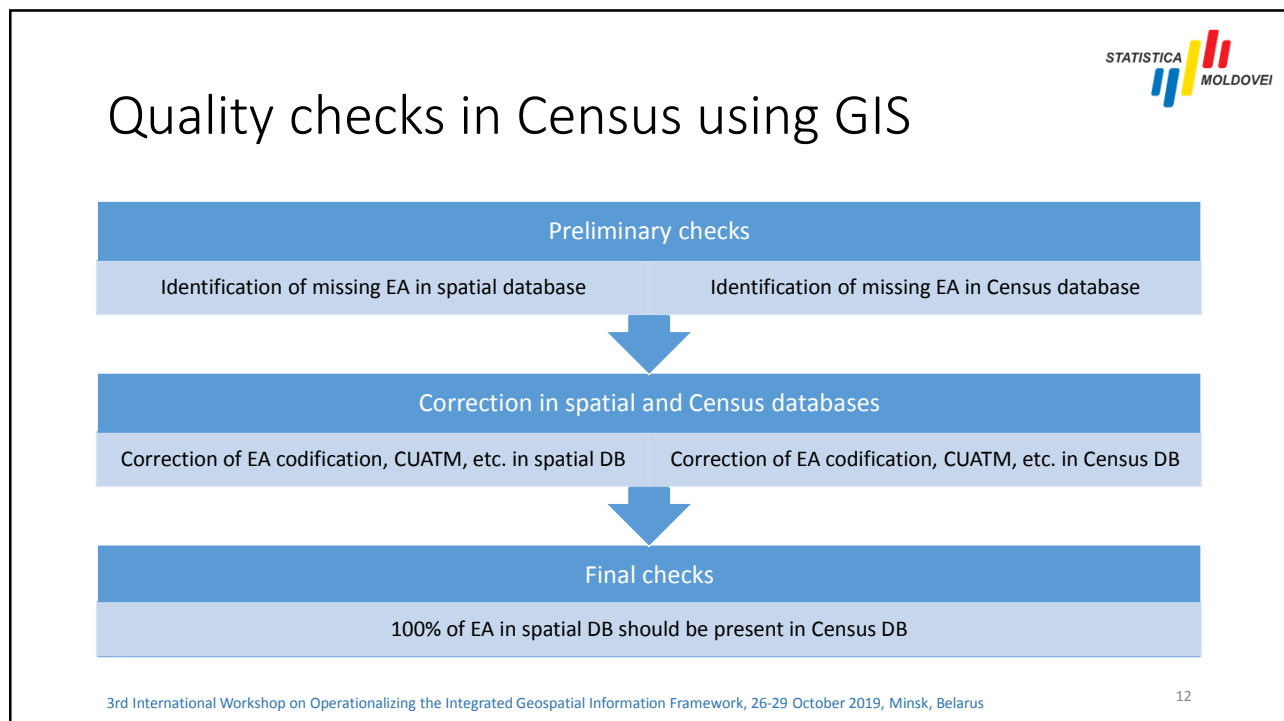 STATISTICA
MOLDOVEI
Quality checks in Census using GIS
Preliminary checks
Identification of missing EA in spatial database
Identification of missing EA in Census database
Correction in spatial and Census databases
Correction of EA codification, CUATM, etc. in spatial DB
Correction of EA codification, CUATM, etc. in Census DB
Final checks
100% of EA in spatial DB should be present in Census DB
3rd International Workshop on Operationalizing the Integrated Geospatial Information Framework, 26-29 October 2019, Minsk, Belarus
12